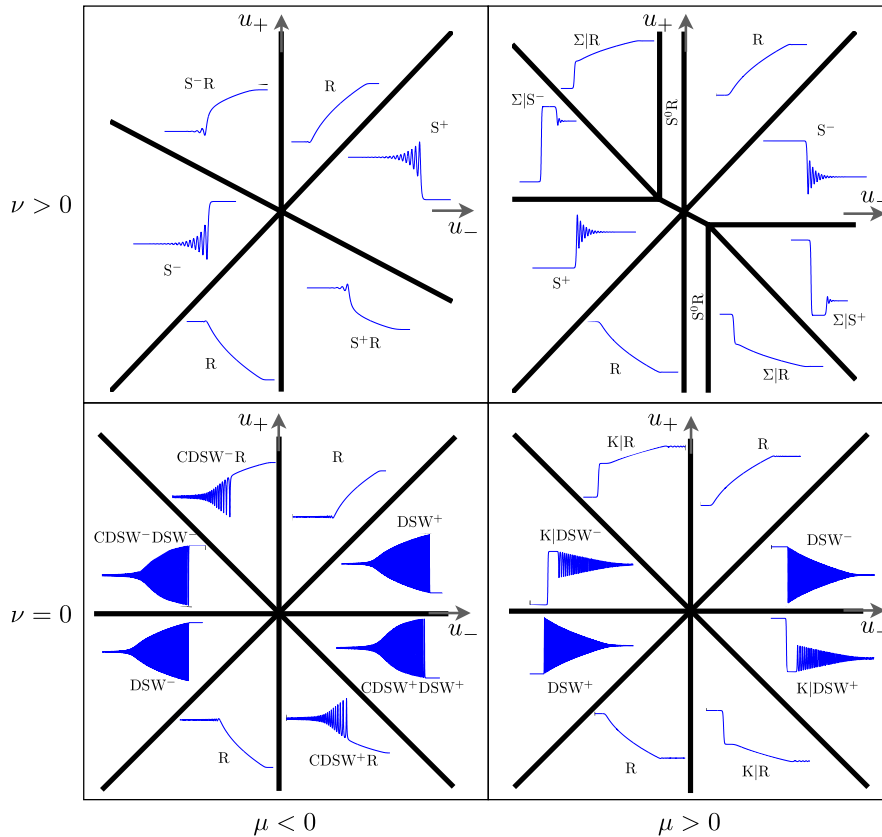 u₊
S⁻R
R
S⁺
u₋
S⁻
S⁺R
R
ν > 0
u₊
Σ|R
R
Σ|S⁻
S⁰R
S⁻
u₋
S⁺
Σ|S⁺
S⁰R
R
Σ|R
u₊
CDSW⁻R
R
CDSW⁻DSW⁻
DSW⁺
u₋
DSW⁻
CDSW⁺DSW⁺
R
CDSW⁺R
ν = 0
u₊
K|R
R
K|DSW⁻
DSW⁻
u₋
DSW⁺
K|DSW⁺
R
K|R
μ < 0
μ > 0